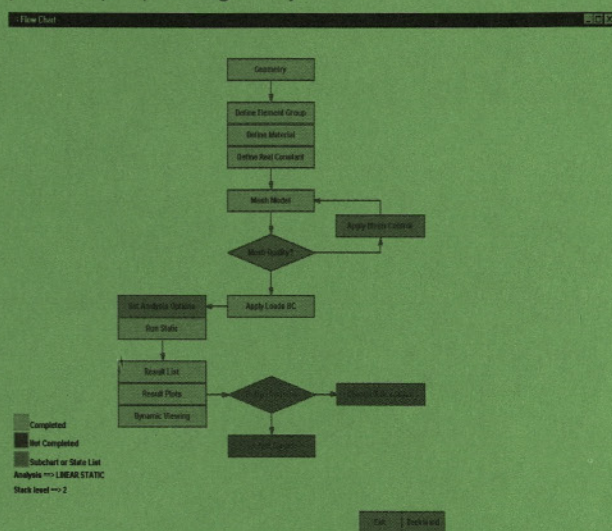 Flow Chart
Geometry
Define Element Group
Define Material
Define Real Constant
Mesh Model
Apply Mesh Control
Mesh Quality?
Set Analysis Options
Apply Loads BC
Run Static
Result List
Result Plots
Dynamic Viewing
Completed
Not Completed
Subchart or State List
Analysis ==> LINEAR STATIC
Stack level ==> 2